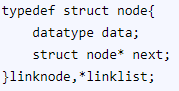 typedef struct node{
    datatype data;
    struct node* next;
}linknode,*linklist;